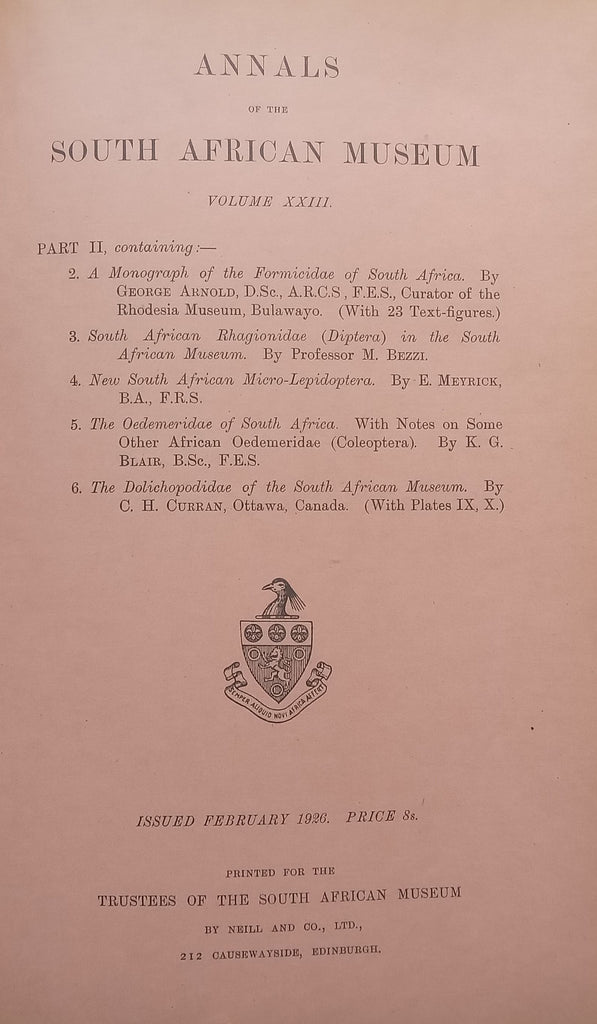 ANNALS
OF THE
SOUTH AFRICAN MUSEUM
VOLUME XXIII.
PART II, containing:—
2. A Monograph of the Formicidae of South Africa. By
GEORGE ARNOLD, D.Sc., A.R.C.S, F.E.S., Curator of the
Rhodesia Museum, Bulawayo. (With 23 Text-figures.)
3. South African Rhagionidae (Diptera) in the South
African Museum. By Professor M. BEZZI.
4. New South African Micro-Lepidoptera. By E. MEYRICK,
B.A., F.R.S.
5. The Oedemeridae of South Africa. With Notes on Some
Other African Oedemeridae (Coleoptera). By K. G.
BLAIR, B.Sc., F.E.S.
6. The Dolichopodidae of the South African Museum. By
C. H. CURRAN, Ottawa, Canada. (With Plates IX, X.)
SEMPER ALIQUID NOVI AFRICA AFFERT
ISSUED FEBRUARY 1926. PRICE 8s.
PRINTED FOR THE
TRUSTEES OF THE SOUTH AFRICAN MUSEUM
BY NEILL AND CO., LTD.,
212 CAUSEWAYSIDE, EDINBURGH.